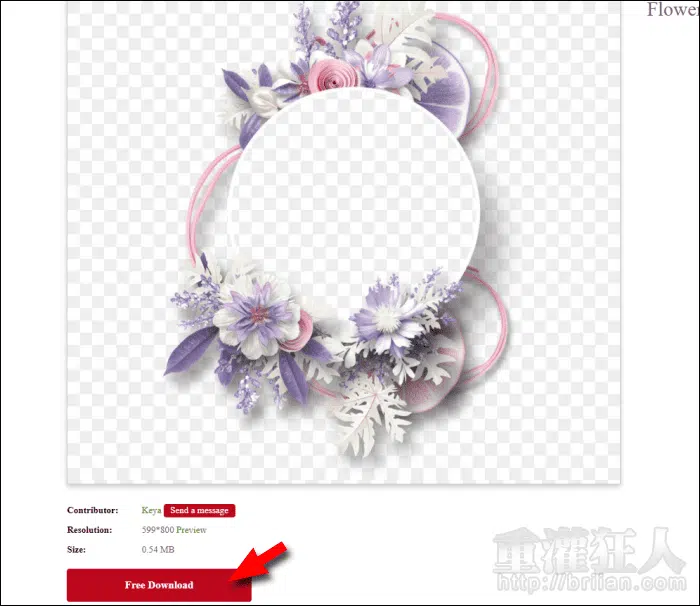 Flower
Contributor: Keya Send a message
Resolution: 599*800 Preview
Size: 0.54 MB
Free Download
重灌狂人
http://briian.com